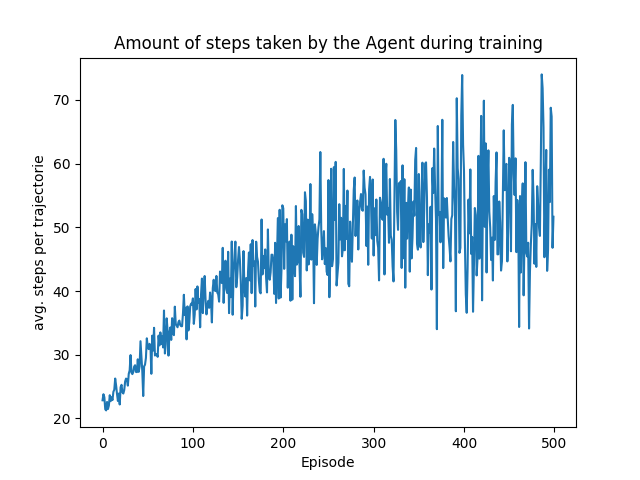 Amount of steps taken by the Agent during training
avg. steps per trajectorie
70
60
50
40
30
20
0 100 200 300 400 500
Episode